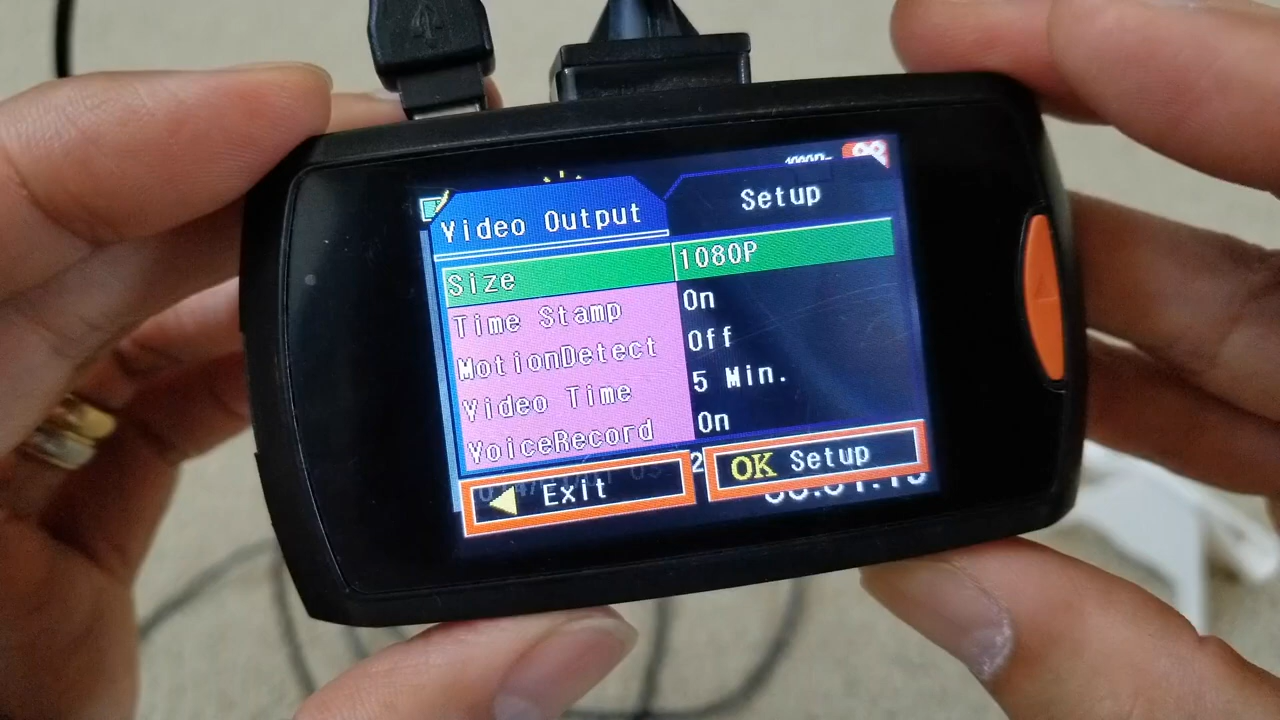 Video Output Setup
Size 1080P
Time Stamp On
MotionDetect Off
Video Time 5 Min.
VoiceRecord On
Exit OK Setup